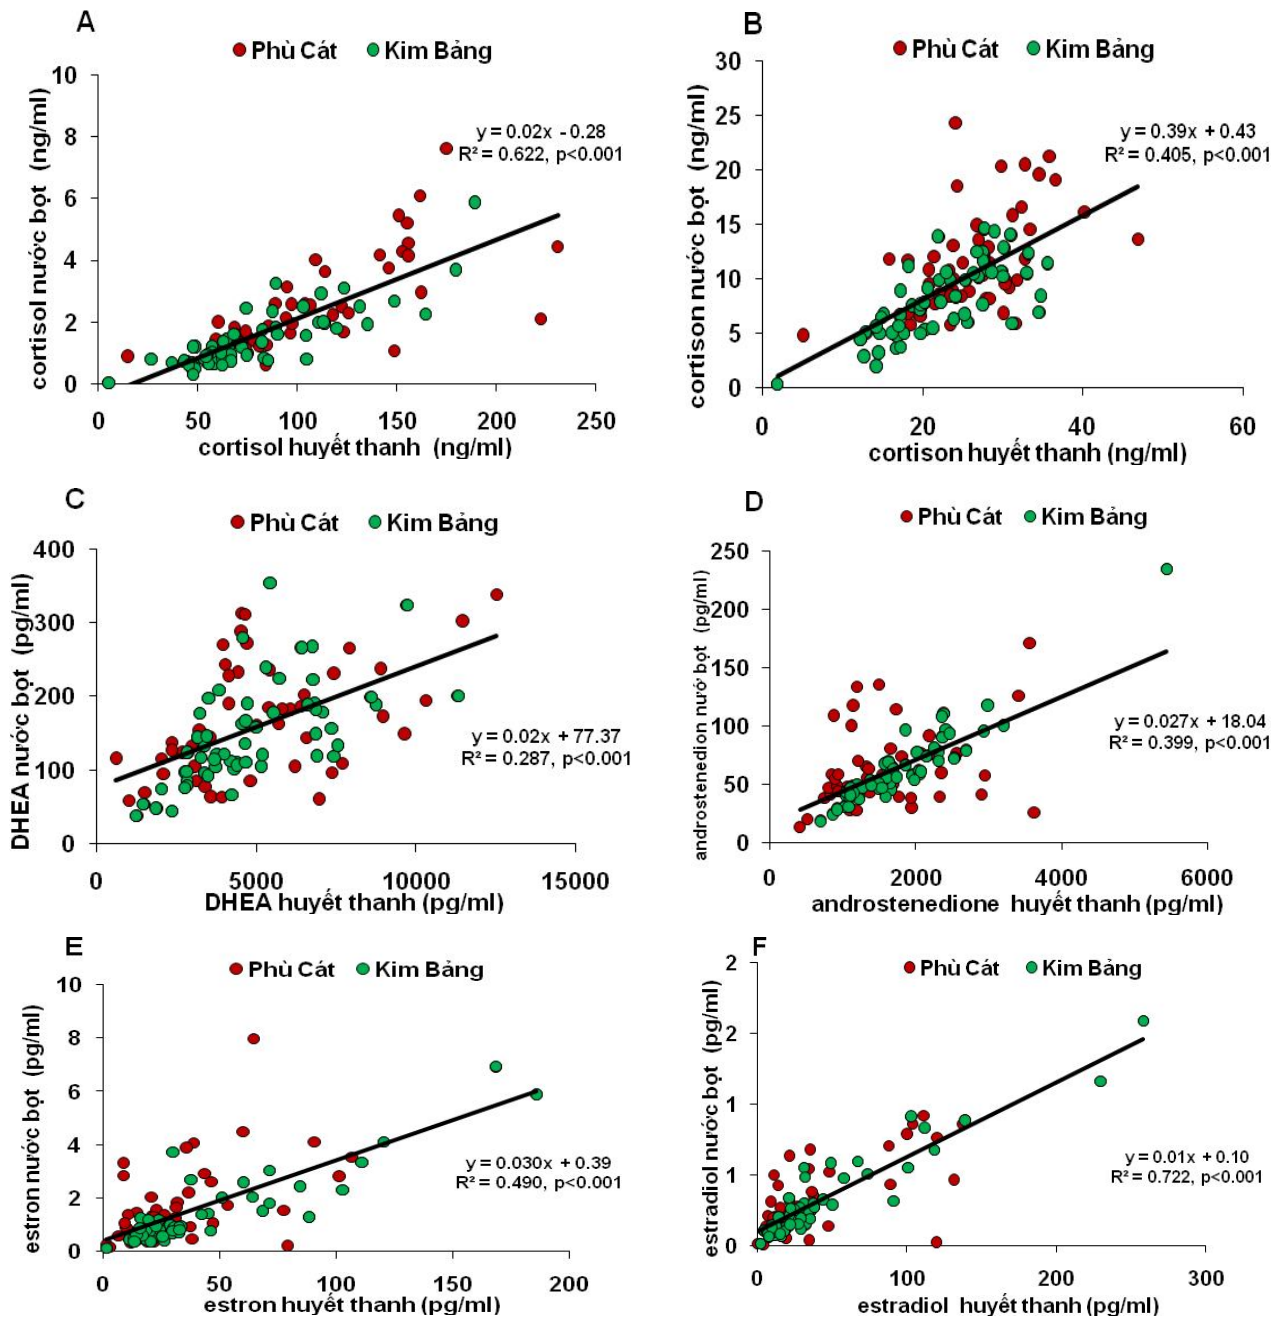 A
Phù Cát Kim Bảng
cortisol nước bọt (ng/ml)
10
8
6
4
2
0
y = 0.02x - 0.28
R² = 0.622, p<0.001
0 50 100 150 200 250
cortisol huyết thanh (ng/ml)
B
Phù Cát Kim Bảng
cortison nước bọt (ng/ml)
30
25
20
15
10
5
0
y = 0.39x + 0.43
R² = 0.405, p<0.001
0 20 40 60
cortison huyết thanh (ng/ml)
C
Phù Cát Kim Bảng
DHEA nước bọt (pg/ml)
400
300
200
100
0
y = 0.02x + 77.37
R² = 0.287, p<0.001
0 5000 10000 15000
DHEA huyết thanh (pg/ml)
D
Phù Cát Kim Bảng
androstenedion nướ bọt (pg/ml)
250
200
150
100
50
0
y = 0.027x + 18.04
R² = 0.399, p<0.001
0 2000 4000 6000
androstenedione huyết thanh (pg/ml)
E
Phù Cát Kim Bảng
estron nước bọt (pg/ml)
10
8
6
4
2
0
y = 0.030x + 0.39
R² = 0.490, p<0.001
0 50 100 150 200
estron huyết thanh (pg/ml)
F
Phù Cát Kim Bảng
estradiol nước bọt (pg/ml)
2
2
1
1
0
y = 0.01x + 0.10
R² = 0.722, p<0.001
0 100 200 300
estradiol huyết thanh (pg/ml)